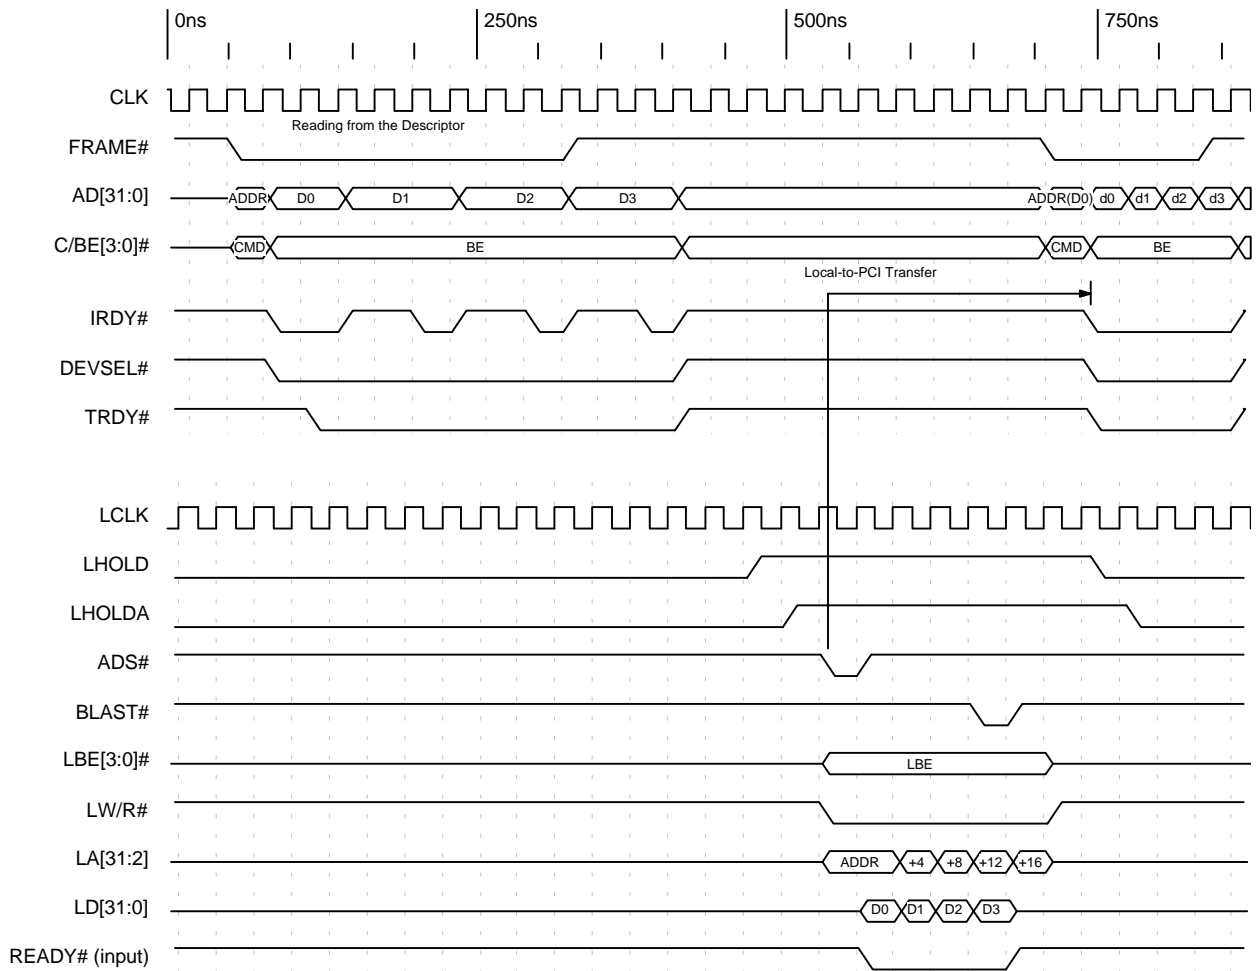 0ns 250ns 500ns 750ns
CLK
Reading from the Descriptor
FRAME#
AD[31:0] ADDR D0 D1 D2 D3 ADDR(D0) d0 d1 d2 d3
C/BE[3:0]# CMD BE CMD BE
Local-to-PCI Transfer
IRDY#
DEVSEL#
TRDY#
LCLK
LHOLD
LHOLDA
ADS#
BLAST#
LBE[3:0]# LBE
LW/R#
LA[31:2] ADDR +4 +8 +12 +16
LD[31:0] D0 D1 D2 D3
READY# (input)